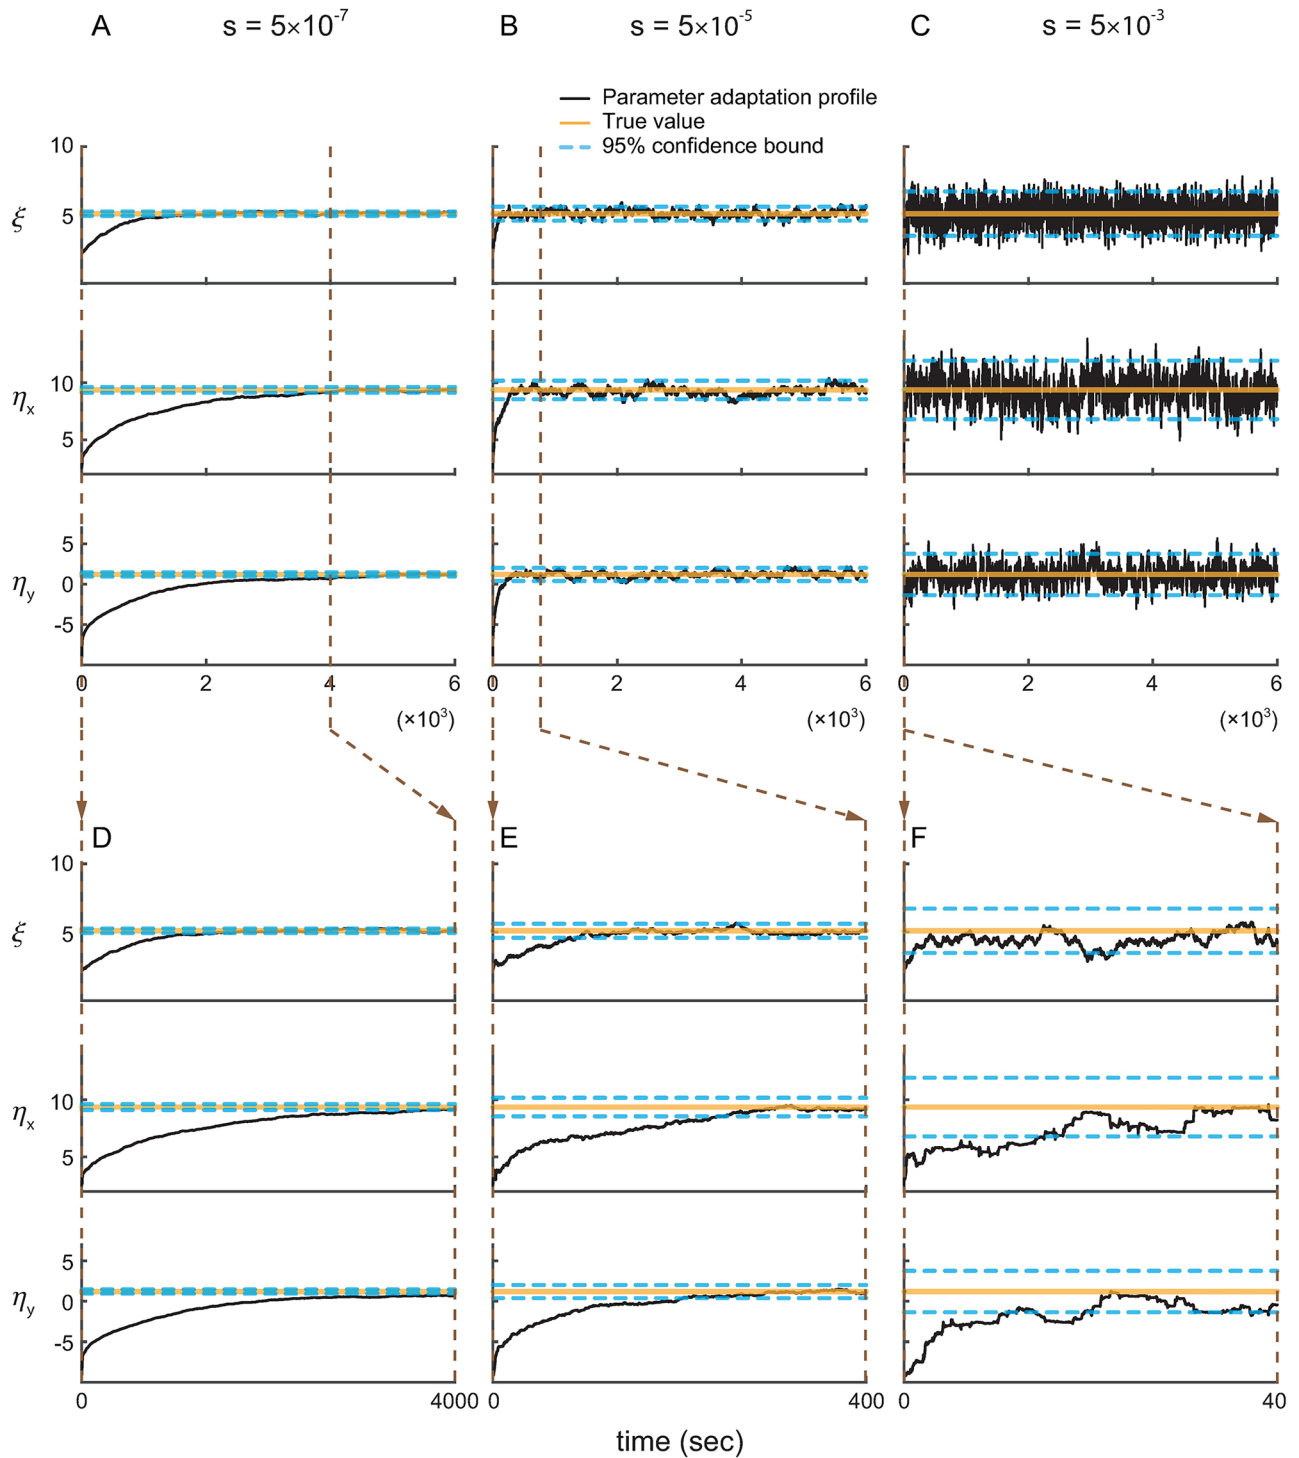 A s = 5×10⁻⁷ B s = 5×10⁻⁵ C s = 5×10⁻³
Parameter adaptation profile
True value
95% confidence bound
10
ξ 5
10
ηx
5
5
ηy 0
-5
0 2 4 6 0 2 4 6 0 2 4 6
(×10³) (×10³) (×10³)
D E F
10
ξ 5
10
ηx
5
5
ηy 0
-5
0 4000 0 400 0 40
time (sec)